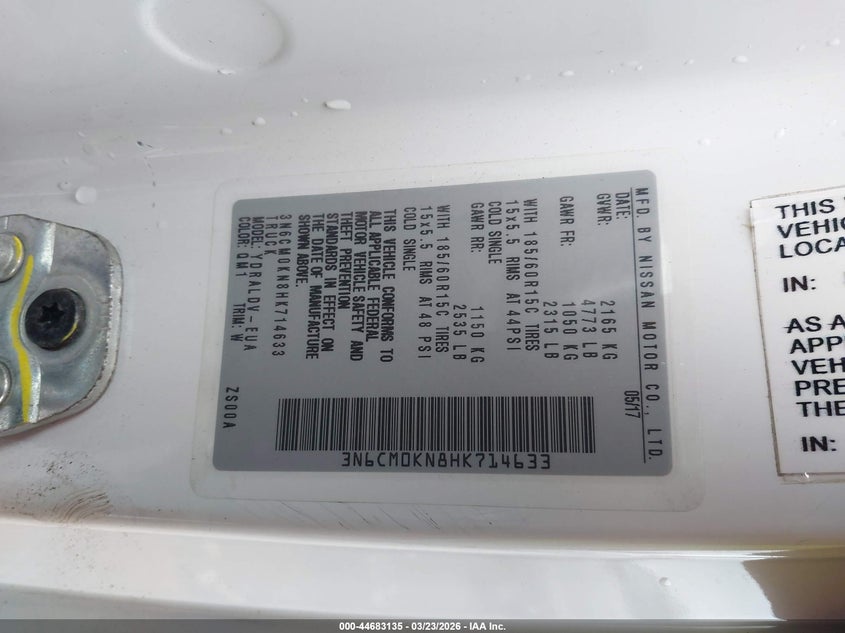 MFD. BY NISSAN MOTOR CO., LTD.
DATE: 05/17
GVWR: 2165 KG
4773 LB
GAWR FR: 1050 KG
2315 LB
WITH 185/60R15C TIRES
15x5.5 RIMS AT 44PSI
COLD SINGLE
GAWR RR: 1150 KG
2535 LB
WITH 185/60R15C TIRES
15x5.5 RIMS AT 48 PSI
COLD SINGLE
THIS VEHICLE CONFORMS TO
ALL APPLICABLE FEDERAL
MOTOR VEHICLE SAFETY AND
THEFT PREVENTION
STANDARDS IN EFFECT ON
THE DATE OF MANUFACTURE
SHOWN ABOVE.
3N6CM0KN8HK714633
TRUCK
MODEL YDRALDV-EUA
COLOR: QM1 TRIM: W
ZS00A
3N6CM0KN8HK714633
THIS
VEHIC
LOCA
IN:
AS A
APPL
VEH
PRE
THE
IN:
000-44683135 - 03/23/2026 - IAA Inc.